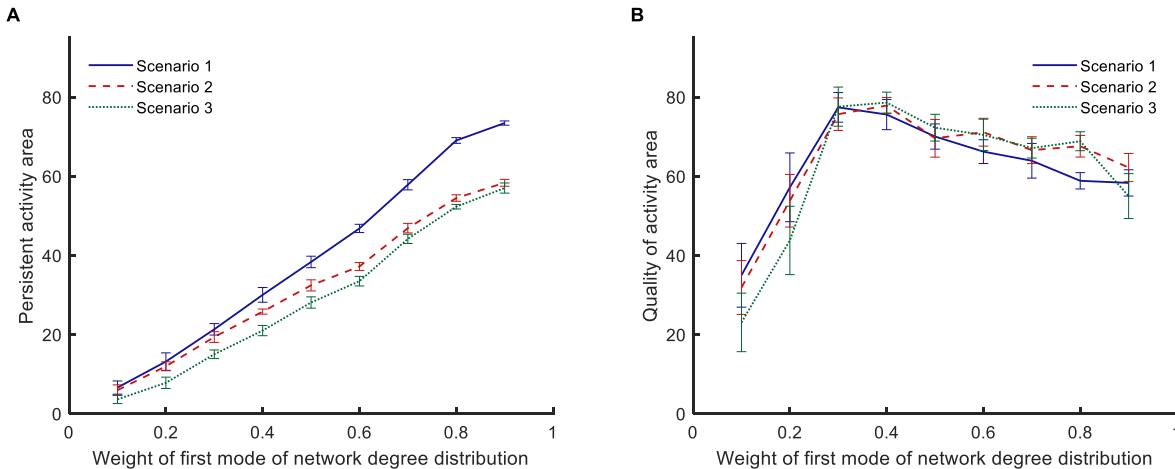 A
Scenario 1
Scenario 2
Scenario 3
Persistent activity area
80
60
40
20
0
0
0.2
0.4
0.6
0.8
1
Weight of first mode of network degree distribution
B
Scenario 1
Scenario 2
Scenario 3
Quality of activity area
80
60
40
20
0
0
0.2
0.4
0.6
0.8
1
Weight of first mode of network degree distribution